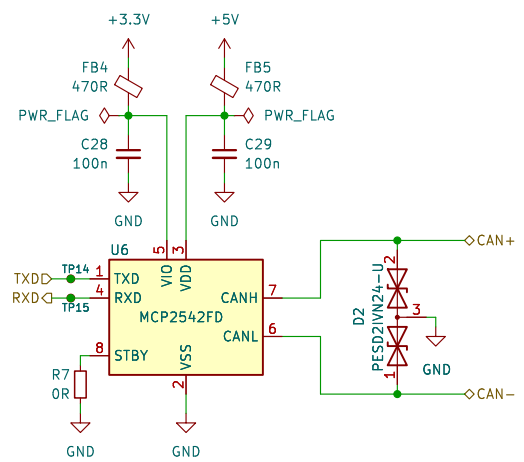 +3.3V
+5V
FB4
470R
FB5
470R
PWR_FLAG
PWR_FLAG
C28
100n
C29
100n
GND
GND
U6
5
3
VIO
VDD
TXD
TP14
1
TXD
RXD
TP15
4
RXD
MCP2542FD
CANH
7
CANL
6
8
STBY
VSS
2
R7
0R
GND
GND
CAN+
2
D2
PESD2IVN24-U
3
GND
1
CAN-